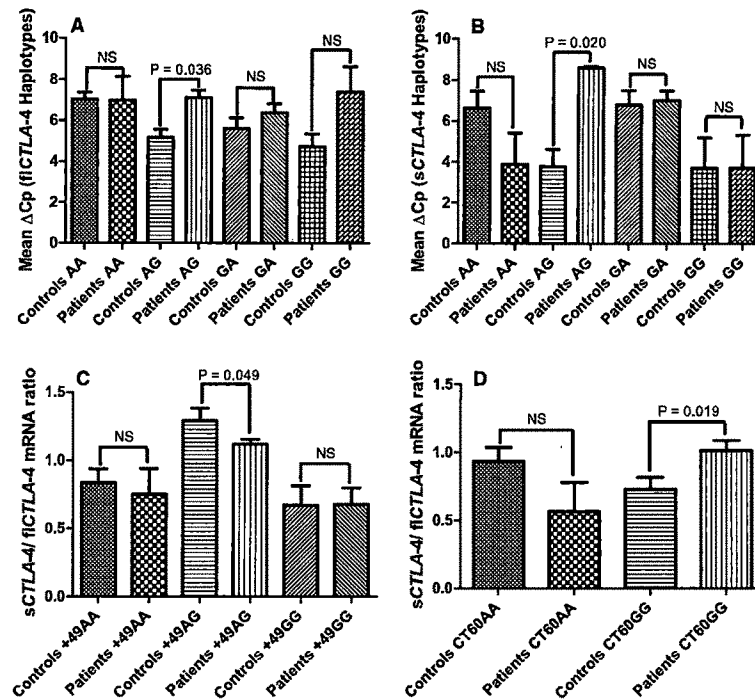 A
Mean ΔCp (flCTLA-4 Haplotypes)
10
8
6
4
2
0
NS
P = 0.036
NS
NS
Controls AA
Patients AA
Controls AG
Patients AG
Controls GA
Patients GA
Controls GG
Patients GG
B
Mean ΔCp (sCTLA-4 Haplotypes)
10
8
6
4
2
0
NS
P = 0.020
NS
NS
Controls AA
Patients AA
Controls AG
Patients AG
Controls GA
Patients GA
Controls GG
Patients GG
C
sCTLA-4/ flCTLA-4 mRNA ratio
1.5
1.0
0.5
0.0
NS
P = 0.049
NS
Controls +49AA
Patients +49AA
Controls +49AG
Patients +49AG
Controls +49GG
Patients +49GG
D
sCTLA-4/ flCTLA-4 mRNA ratio
1.5
1.0
0.5
0.0
NS
P = 0.019
Controls CT60AA
Patients CT60AA
Controls CT60GG
Patients CT60GG